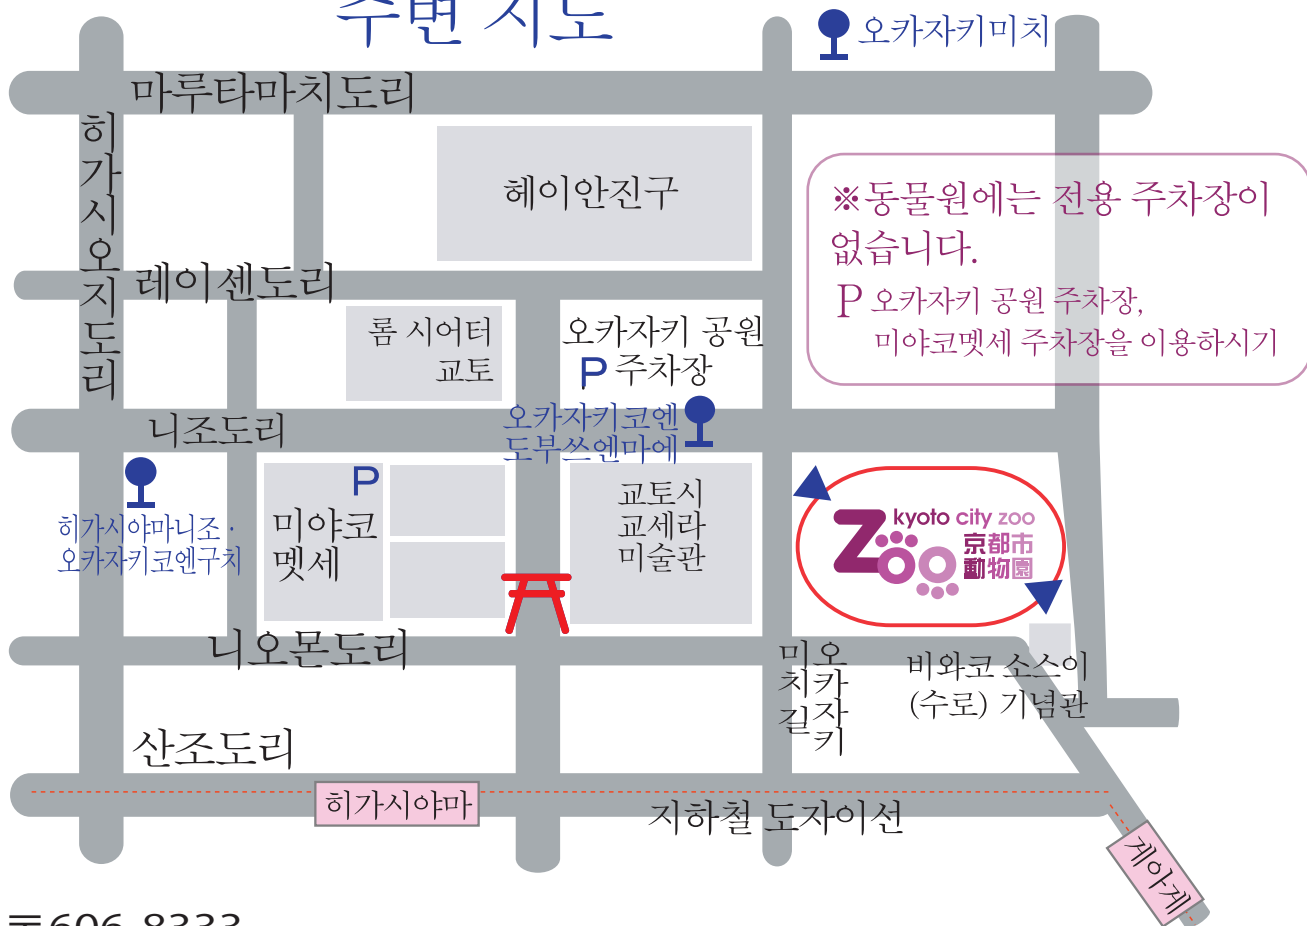 주변 지도
오카자키미치
마루타마치도리
히가시오지도리
헤이안진구
※동물원에는 전용 주차장이
없습니다.
P 오카자키 공원 주차장,
미야코멧세 주차장을 이용하시기
레이센도리
롬 시어터
교토
오카자키 공원
P 주차장
니조도리
오카자키코엔
도부쓰엔마에
히가시야마니조 ·
오카자키코엔구치
P
미야코
멧세
교토시
교세라
미술관
kyoto city zoo
ZOO
京都市
動物園
니오몬도리
오카자키
미치길
비와코 소스이
(수로) 기념관
산조도리
히가시야마
지하철 도자이선
게아게
〒606-8333